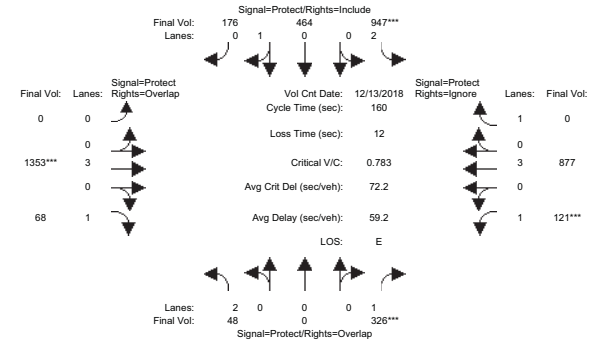 Signal=Protect/Rights=Include
Final Vol: 176 464 947***
Lanes: 0 1 0 0 2
Signal=Protect
Rights=Overlap
Final Vol: Lanes:
Vol Cnt Date: 12/13/2018
Signal=Protect
Rights=Ignore
Lanes: Final Vol:
Cycle Time (sec): 160
0 0
1 0
Loss Time (sec): 12
0
0
1353*** 3
Critical V/C: 0.783
3 877
0
Avg Crit Del (sec/veh): 72.2
0
68 1
Avg Delay (sec/veh): 59.2
1 121***
LOS: E
Lanes: 2 0 0 0 1
Final Vol: 48 0 326***
Signal=Protect/Rights=Overlap